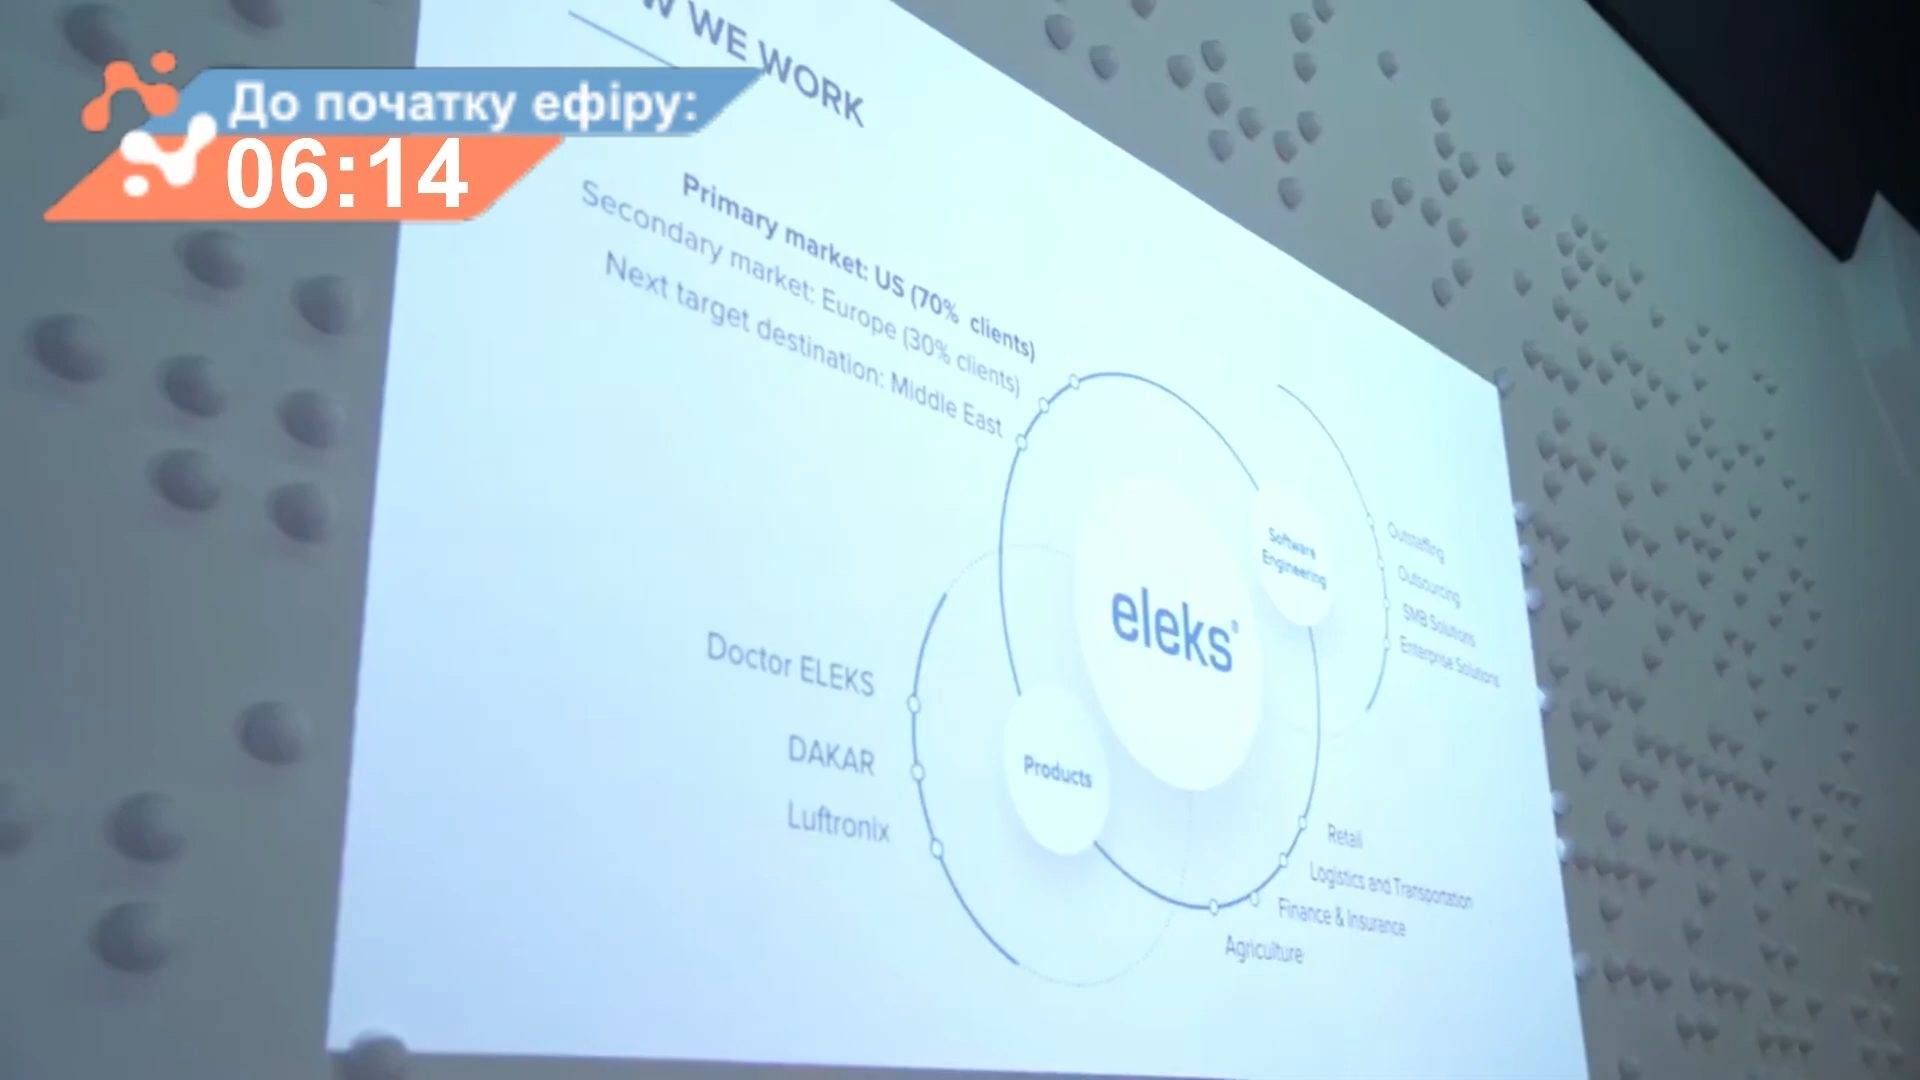 До початку ефіру:
06:14
W WE WORK
Primary market: US (70% clients)
Secondary market: Europe (30% clients)
Next target destination: Middle East
eleks®
Software
Engineering
Outstaffing
Outsourcing
SMB Solutions
Enterprise Solutions
Doctor ELEKS
DAKAR
Luftronix
Products
Retail
Logistics and Transportation
Finance & Insurance
Agriculture